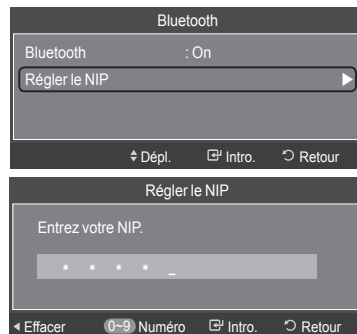 Bluetooth
Bluetooth : On
Régler le NIP
Dépl. Intro. Retour
Régler le NIP
Entrez votre NIP.
* * * * _
Effacer 0~9 Numéro Intro. Retour